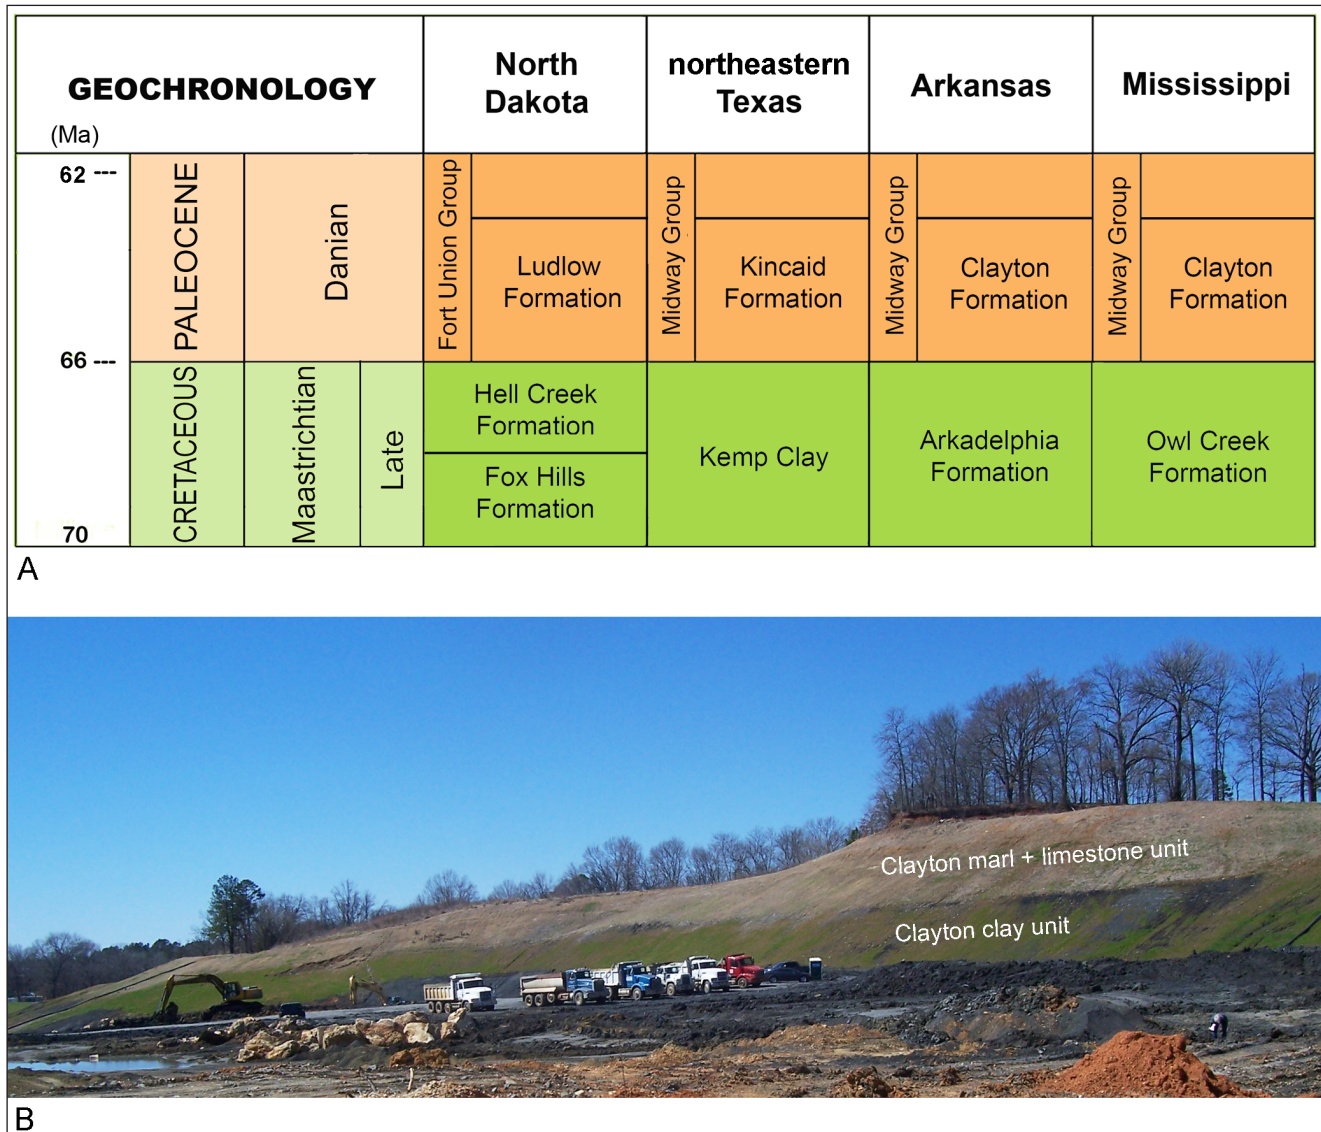 GEOCHRONOLOGY
(Ma)
North
Dakota
northeastern
Texas
Arkansas
Mississippi
62 ---
66 ---
70
PALEOCENE
Danian
Fort Union Group
Ludlow
Formation
Midway Group
Kincaid
Formation
Midway Group
Clayton
Formation
Midway Group
Clayton
Formation
CRETACEOUS
Maastrichtian
Late
Hell Creek
Formation
Fox Hills
Formation
Kemp Clay
Arkadelphia
Formation
Owl Creek
Formation
A
Clayton marl + limestone unit
Clayton clay unit
B